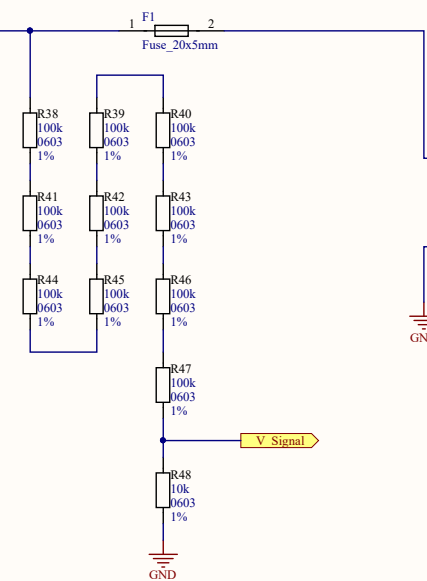 F1
1 2
Fuse_20x5mm
R38 R39 R40
100k 100k 100k
0603 0603 0603
1% 1% 1%
R41 R42 R43
100k 100k 100k
0603 0603 0603
1% 1% 1%
R44 R45 R46
100k 100k 100k
0603 0603 0603
1% 1% 1%
GN
R47
100k
0603
1%
V_Signal
R48
10k
0603
1%
GND